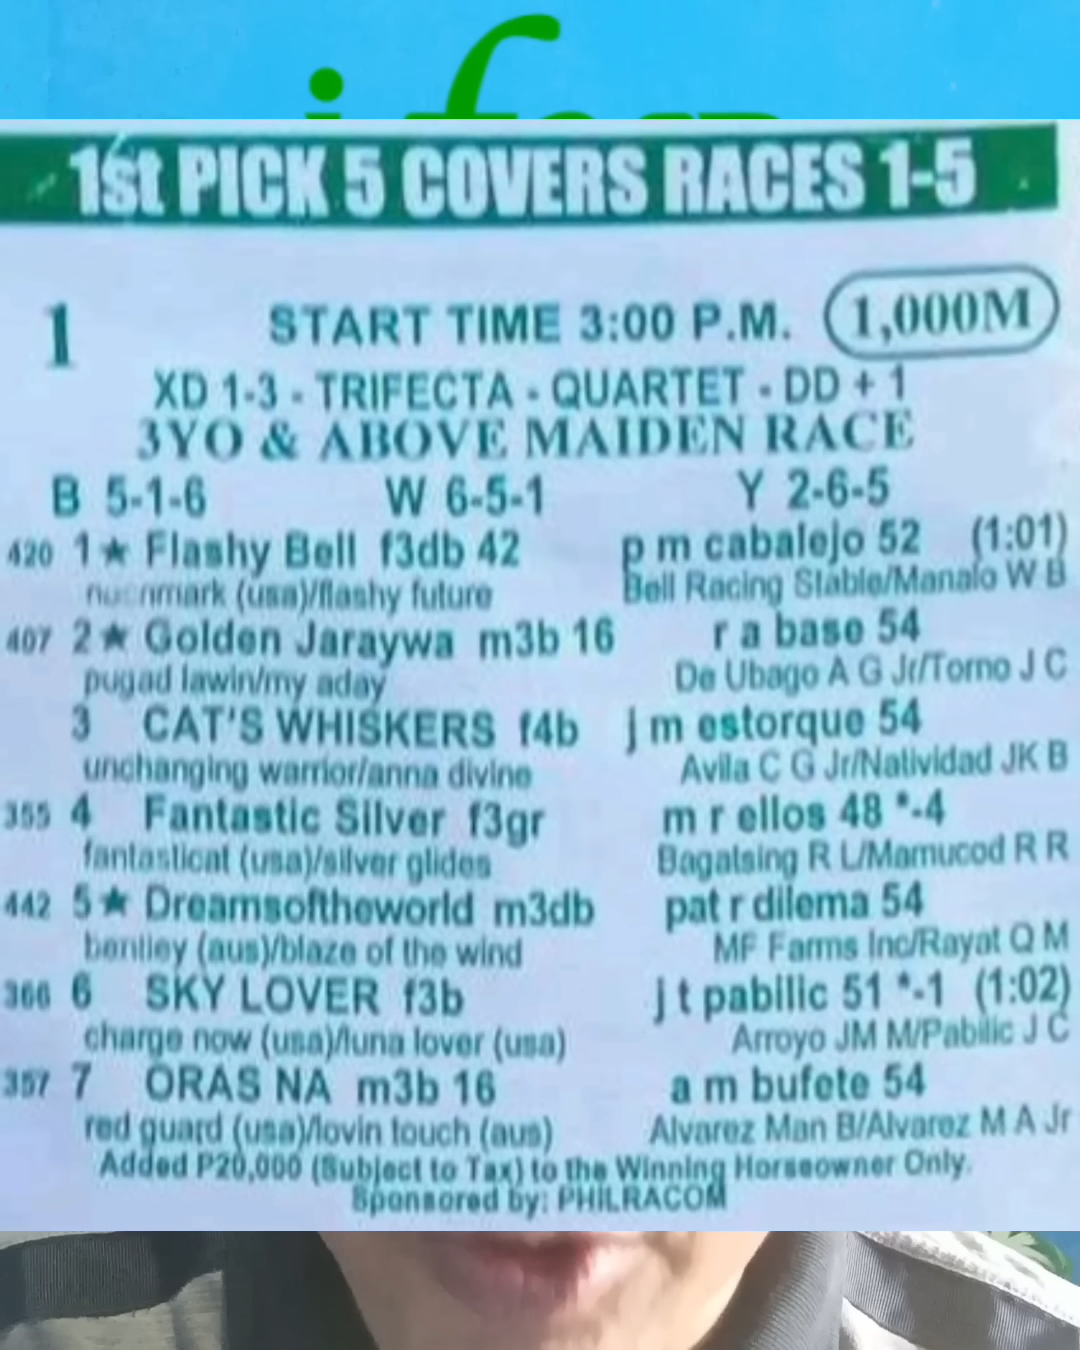 1st PICK 5 COVERS RACES 1-5
1 START TIME 3:00 P.M. 1,000M
XD 1-3 - TRIFECTA - QUARTET - DD + 1
3YO & ABOVE MAIDEN RACE
B 5-1-6 W 6-5-1 Y 2-6-5
420 1★ Flashy Bell f3db 42 p m cabalejo 52 (1:01)
(usa)/flashy future Bell Racing Stable/Manalo W B
407 2★ Golden Jaraywa m3b 16 r a base 54
pugad lawin/my aday De Ubago A G Jr/Torno J C
3 CAT'S WHISKERS f4b j m estorque 54
unchanging warrior/anna divine Avila C G Jr/Natividad JK B
355 4 Fantastic Silver f3gr m r ellos 48 *-4
fantasticat (usa)/silver glides Bagatsing R L/Mamucod R R
442 5★ Dreamsoftheworld m3db pat r dilema 54
bentley (aus)/blaze of the wind MF Farms Inc/Rayat Q M
366 6 SKY LOVER f3b j t pabilic 51 *-1 (1:02)
charge now (usa)/luna lover (usa) Arroyo JM M/Pabilic J C
357 7 ORAS NA m3b 16 a m bufete 54
red guard (usa)/lovin touch (aus) Alvarez Man B/Alvarez M A Jr
Added P20,000 (Subject to Tax) to the Winning Horseowner Only.
Sponsored by: PHILRACOM